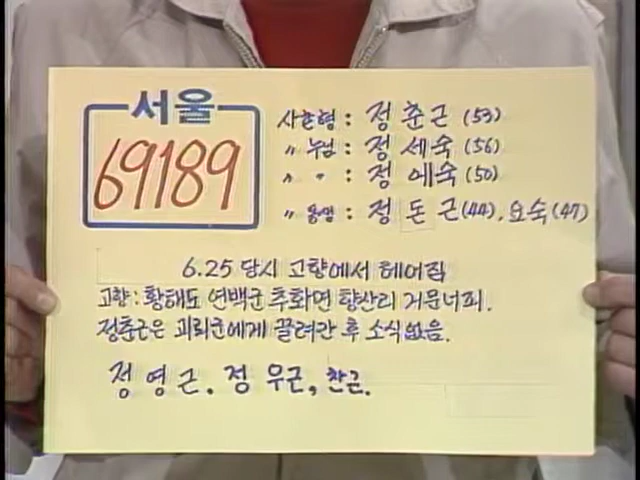 서울
69189
사촌형: 정춘근 (53)
〃 누님: 정세숙 (56)
〃 〃 : 정애숙 (50)
〃 동생: 정돈근 (44), 요숙 (47)
6.25 당시 고향에서 헤어짐
고향: 황해도 연백군 추화면 향산리 거문너피.
정춘근은 괴뢰군에게 끌려간 후 소식없음.
정영근. 정우근, 찬근.